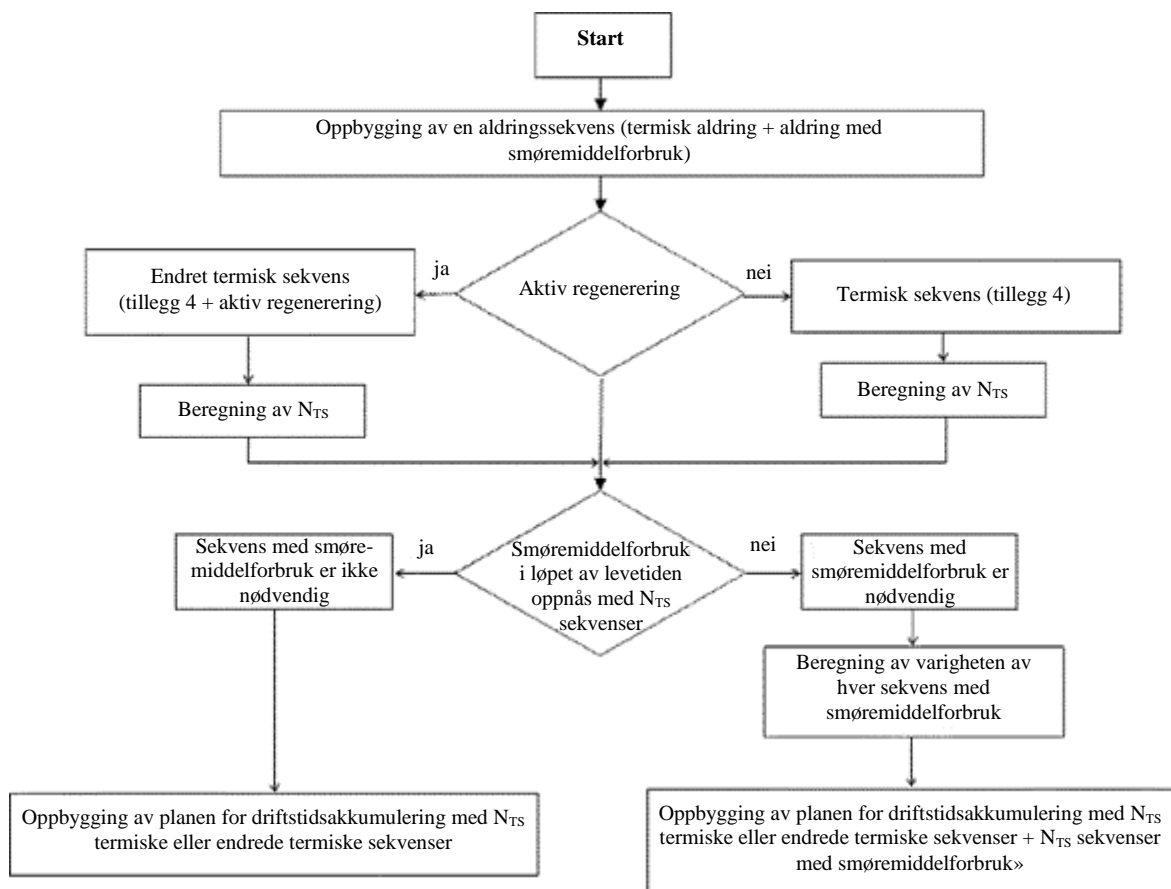 Start
Oppbygging av en aldringssekvens (termisk aldring + aldring med
smøremiddelforbruk)
Endret termisk sekvens
(tillegg 4 + aktiv regenerering)
ja
Aktiv regenerering
nei
Termisk sekvens (tillegg 4)
Beregning av NTS
Beregning av NTS
Sekvens med smøre-
middelforbruk er ikke
nødvendig
ja
Smøremiddelforbruk
i løpet av levetiden
oppnås med NTS
sekvenser
nei
Sekvens med
smøremiddelforbruk er
nødvendig
Beregning av varigheten av
hver sekvens med
smøremiddelforbruk
Oppbygging av planen for driftstidsakkumulering med NTS
termiske eller endrede termiske sekvenser
Oppbygging av planen for driftstidsakkumulering med NTS
termiske eller endrede termiske sekvenser + NTS sekvenser
med smøremiddelforbruk»